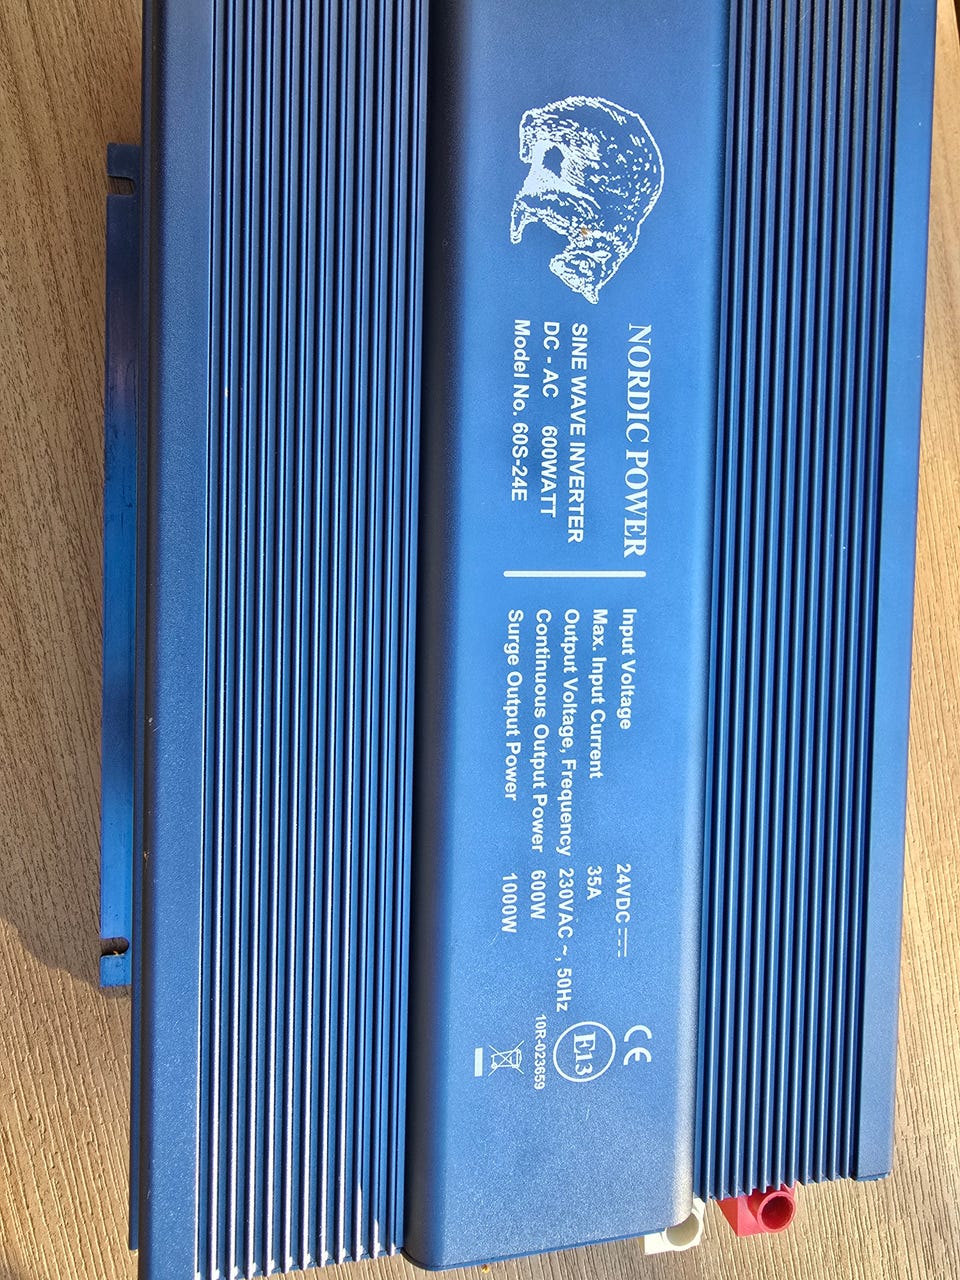 NORDIC POWER
SINE WAVE INVERTER
DC - AC 600WATT
Model No. 60S-24E
Input Voltage 24VDC
Max. Input Current 35A
Output Voltage, Frequency 230VAC ~, 50Hz
Continuous Output Power 600W
Surge Output Power 1000W
CE
E13
10R-023659